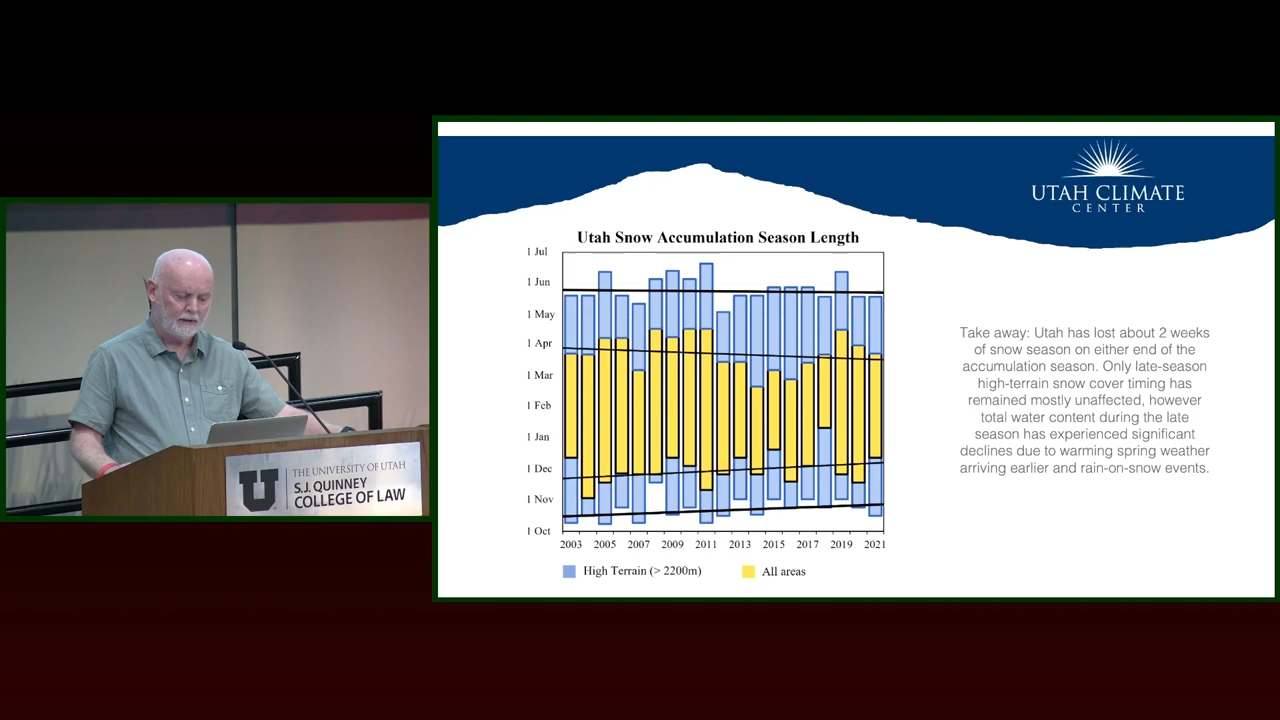 THE UNIVERSITY OF UTAH
S.J. QUINNEY
COLLEGE OF LAW
U
UTAH CLIMATE
CENTER
Utah Snow Accumulation Season Length
1 Jul
1 Jun
1 May
1 Apr
1 Mar
1 Feb
1 Jan
1 Dec
1 Nov
1 Oct
2003 2005 2007 2009 2011 2013 2015 2017 2019 2021
High Terrain (> 2200m) All areas
Take away: Utah has lost about 2 weeks
of snow season on either end of the
accumulation season. Only late-season
high-terrain snow cover timing has
remained mostly unaffected, however
total water content during the late
season has experienced significant
declines due to warming spring weather
arriving earlier and rain-on-snow events.